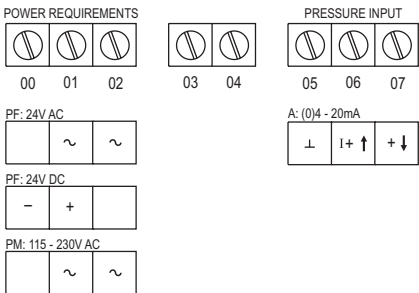 POWER REQUIREMENTS
PRESSURE INPUT
00 01 02 03 04 05 06 07
PF: 24V AC
~ ~
A: (0)4 - 20mA
⊥ I+ ↑ + ↓
PF: 24V DC
− +
PM: 115 - 230V AC
~ ~